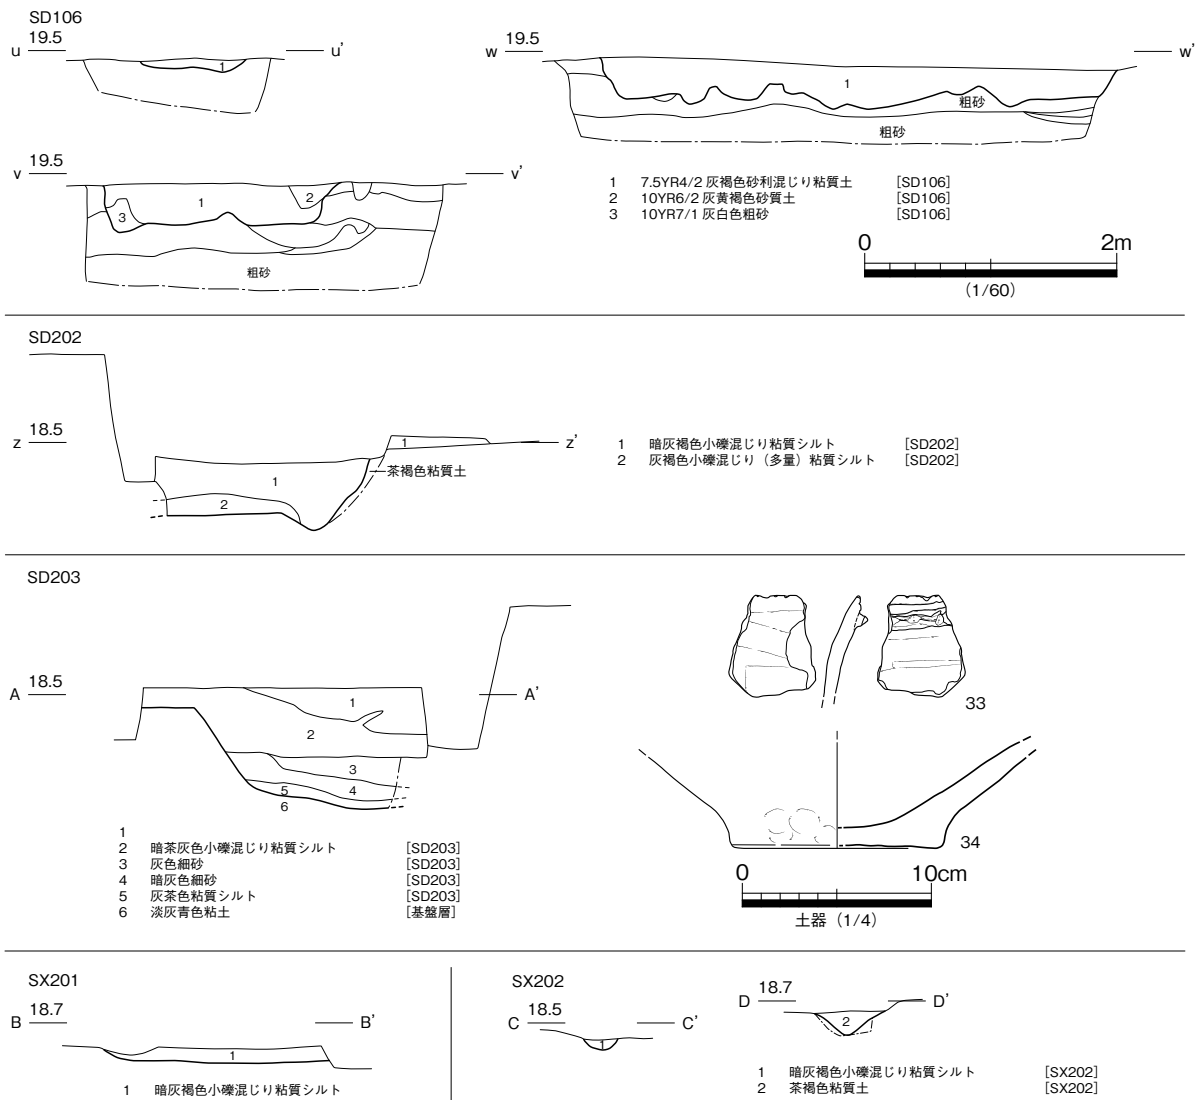 SD106
u 19.5 u'
1
w 19.5 w'
1
粗砂
粗砂
v 19.5 v'
1
2
3
粗砂
1 7.5YR4/2 灰褐色砂利混じり粘質土 [SD106]
2 10YR6/2 灰黄褐色砂質土 [SD106]
3 10YR7/1 灰白色粗砂 [SD106]
0 2m
(1/60)
SD202
z 18.5 z'
1
茶褐色粘質土
1
2
1 暗灰褐色小礫混じり粘質シルト [SD202]
2 灰褐色小礫混じり（多量）粘質シルト [SD202]
SD203
A 18.5 A'
1
2
3
5 4
6
1
2 暗茶灰色小礫混じり粘質シルト [SD203]
3 灰色細砂 [SD203]
4 暗灰色細砂 [SD203]
5 灰茶色粘質シルト [SD203]
6 淡灰青色粘土 [基盤層]
33
34
0 10cm
土器（1/4）
SX201
B 18.7 B'
1
1 暗灰褐色小礫混じり粘質シルト
SX202
C 18.5 C'
1
D 18.7 D'
2
1 暗灰褐色小礫混じり粘質シルト [SX202]
2 茶褐色粘質土 [SX202]